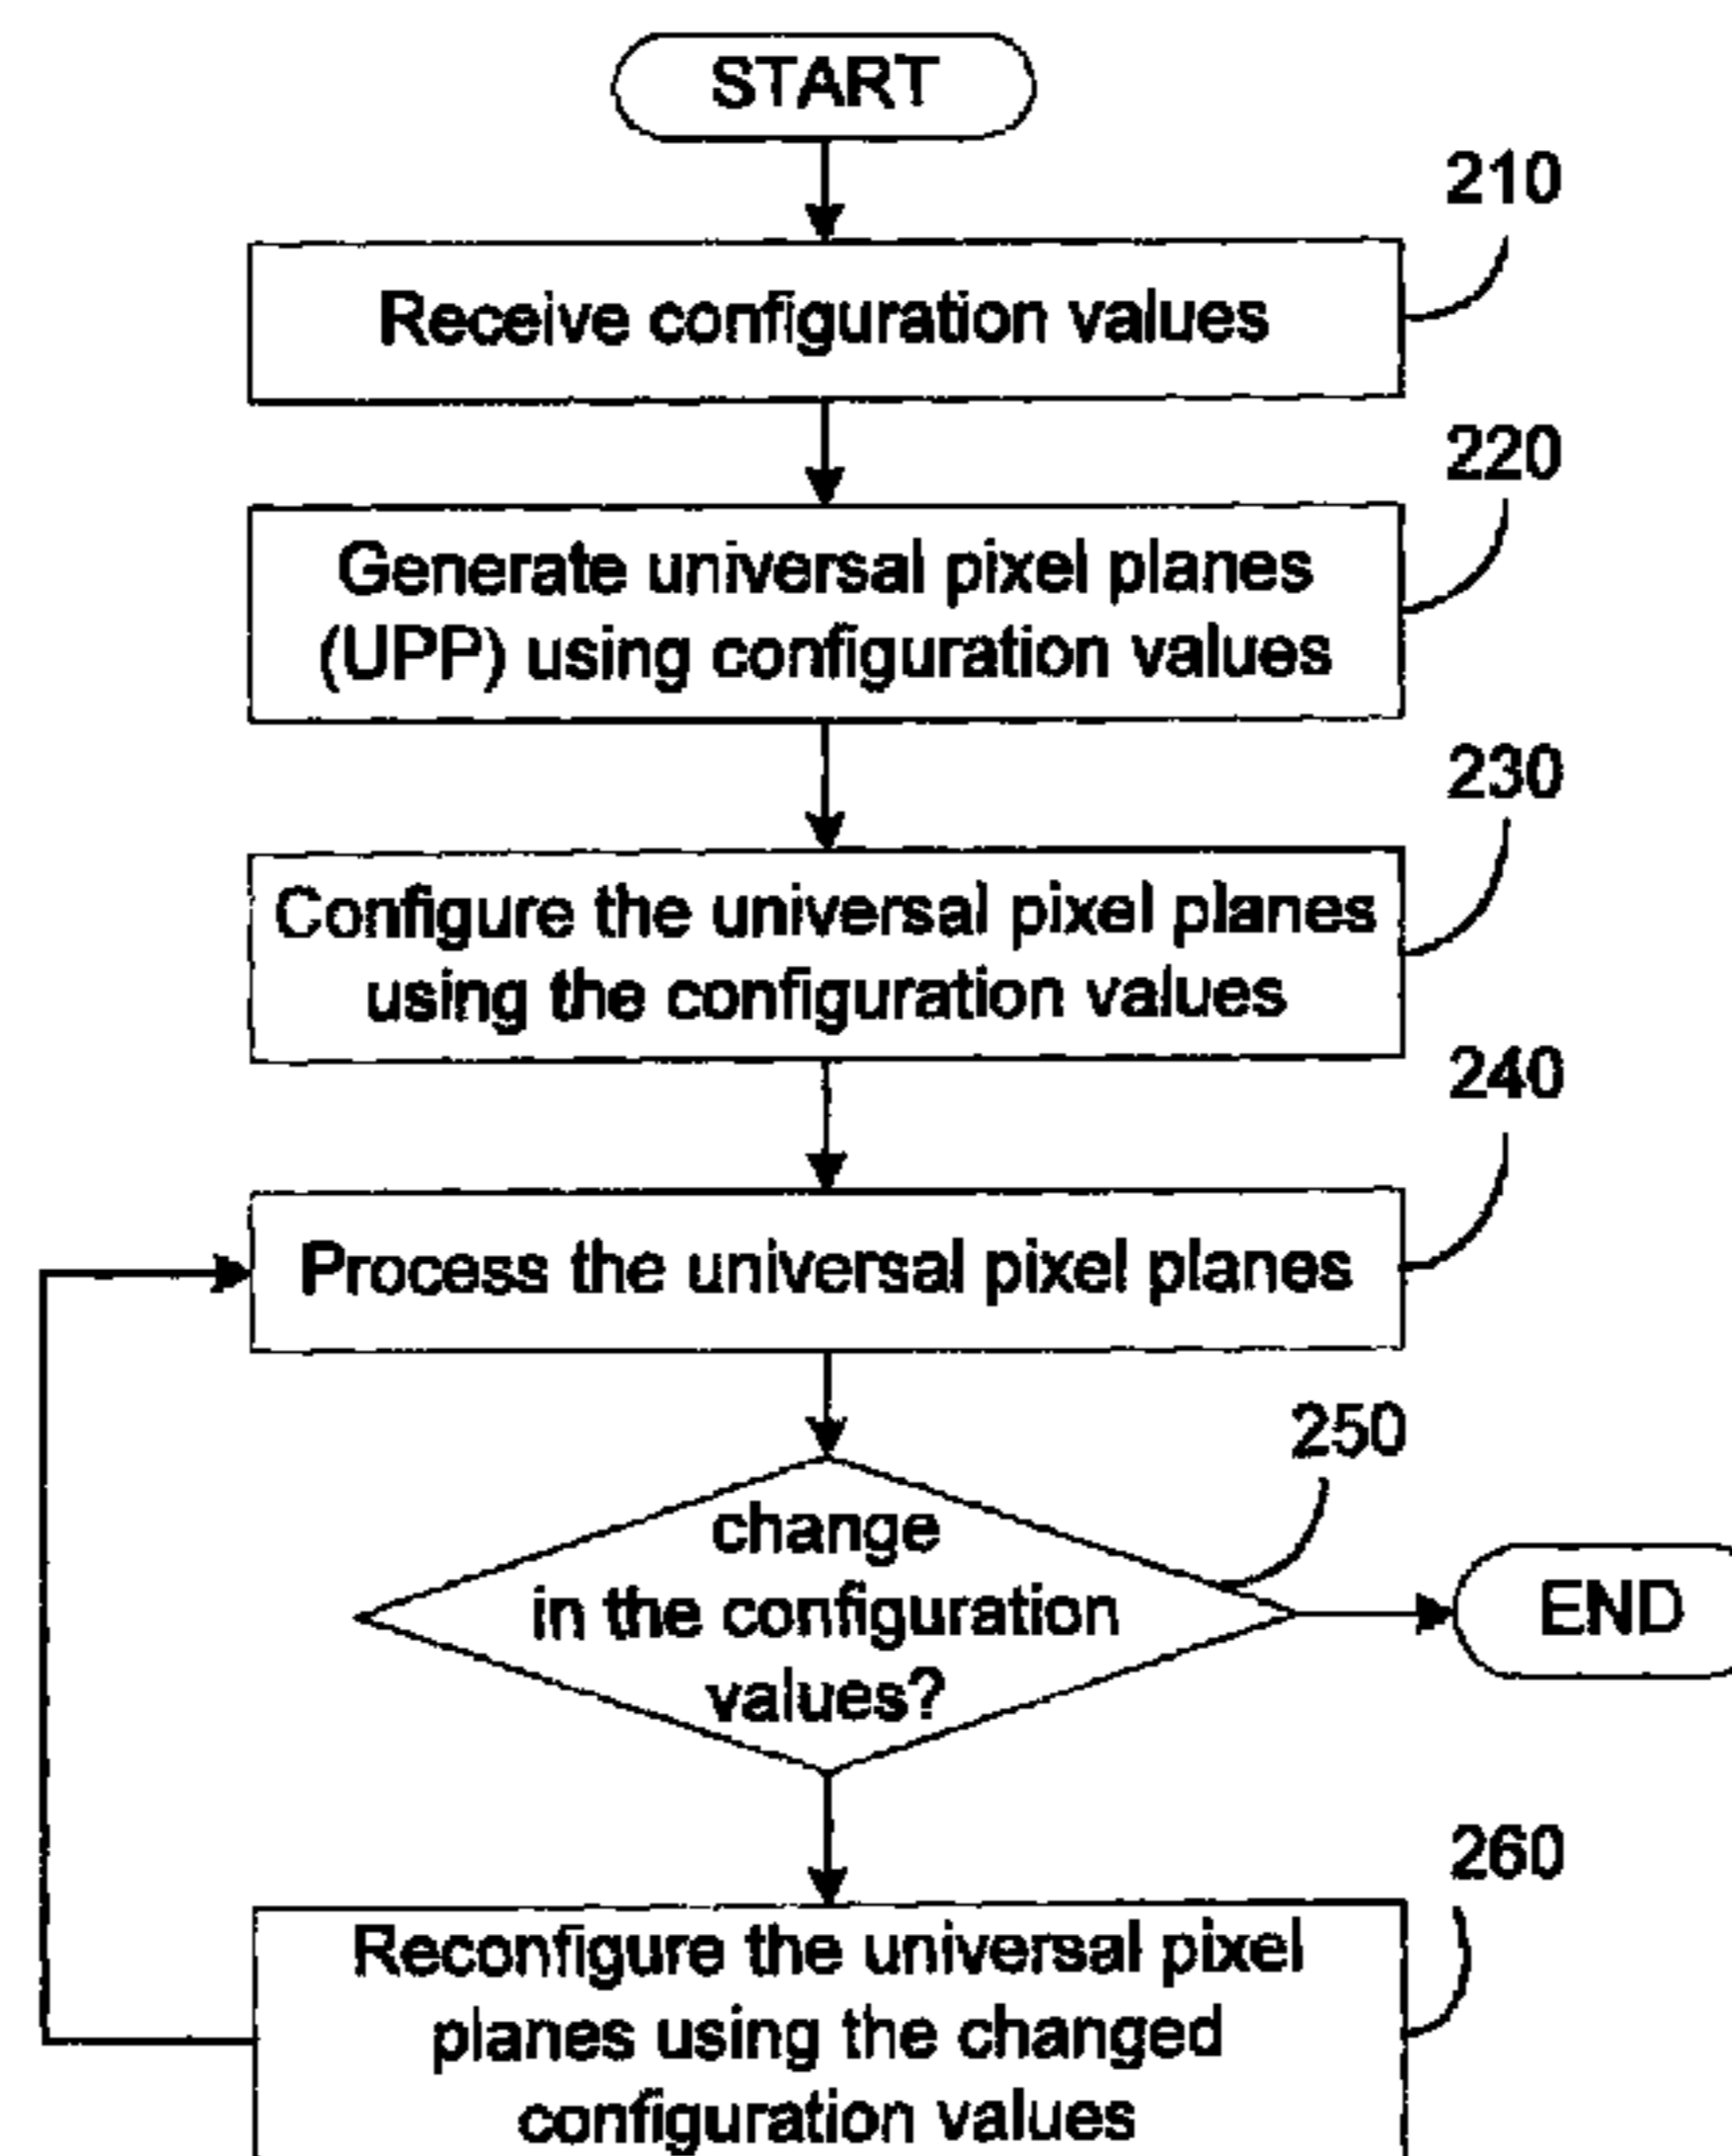 START
210
Receive configuration values
220
Generate universal pixel planes
(UPP) using configuration values
230
Configure the universal pixel planes
using the configuration values
240
Process the universal pixel planes
250
change
in the configuration
values?
END
260
Reconfigure the universal pixel
planes using the changed
configuration values